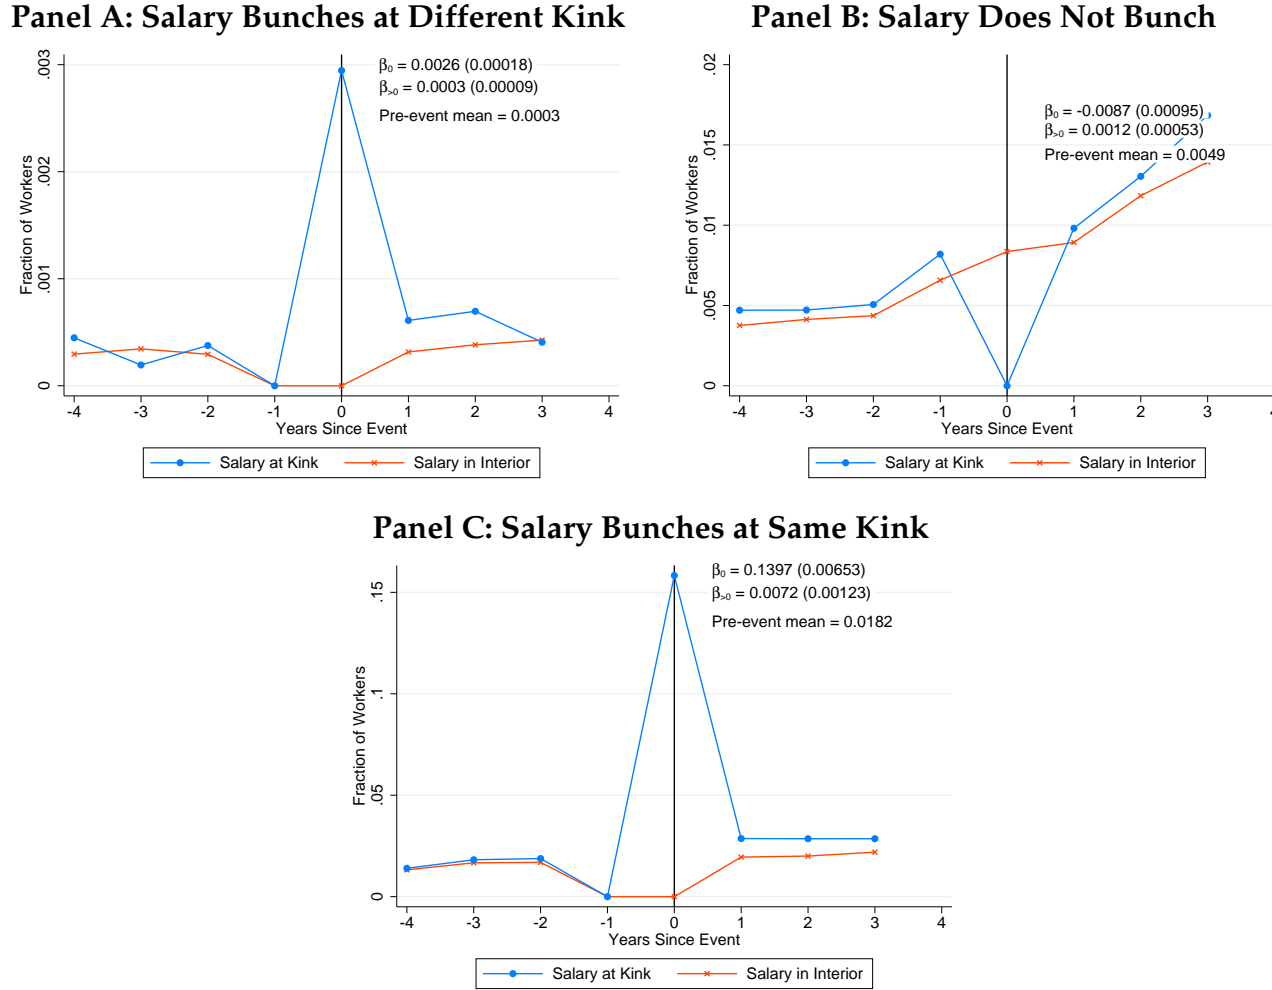 Panel A: Salary Bunches at Different Kink
Fraction of Workers
.003
.002
.001
0
β₀ = 0.0026 (0.00018)
β>₀ = 0.0003 (0.00009)
Pre-event mean = 0.0003
-4 -3 -2 -1 0 1 2 3 4
Years Since Event
Salary at Kink Salary in Interior
Panel B: Salary Does Not Bunch
Fraction of Workers
.02
.015
.01
.005
0
β₀ = -0.0087 (0.00095)
β>₀ = 0.0012 (0.00053)
Pre-event mean = 0.0049
-4 -3 -2 -1 0 1 2 3 4
Years Since Event
Salary at Kink Salary in Interior
Panel C: Salary Bunches at Same Kink
Fraction of Workers
.15
.1
.05
0
β₀ = 0.1397 (0.00653)
β>₀ = 0.0072 (0.00123)
Pre-event mean = 0.0182
-4 -3 -2 -1 0 1 2 3 4
Years Since Event
Salary at Kink Salary in Interior